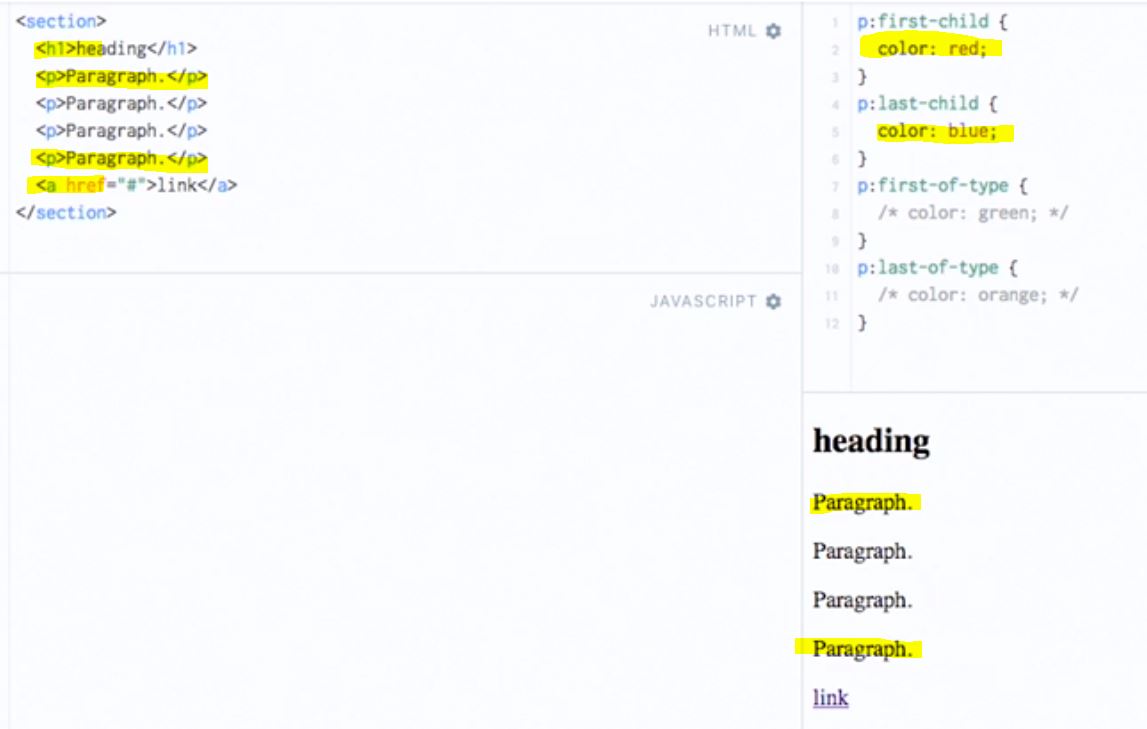 <section>
<h1>heading</h1>
<p>Paragraph.</p>
<p>Paragraph.</p>
<p>Paragraph.</p>
<p>Paragraph.</p>
<a href="#">link</a>
</section>
HTML
JAVASCRIPT
1 p:first-child {
2 color: red;
3 }
4 p:last-child {
5 color: blue;
6 }
7 p:first-of-type {
8 /* color: green; */
9 }
10 p:last-of-type {
11 /* color: orange; */
12 }
heading
Paragraph.
Paragraph.
Paragraph.
Paragraph.
link